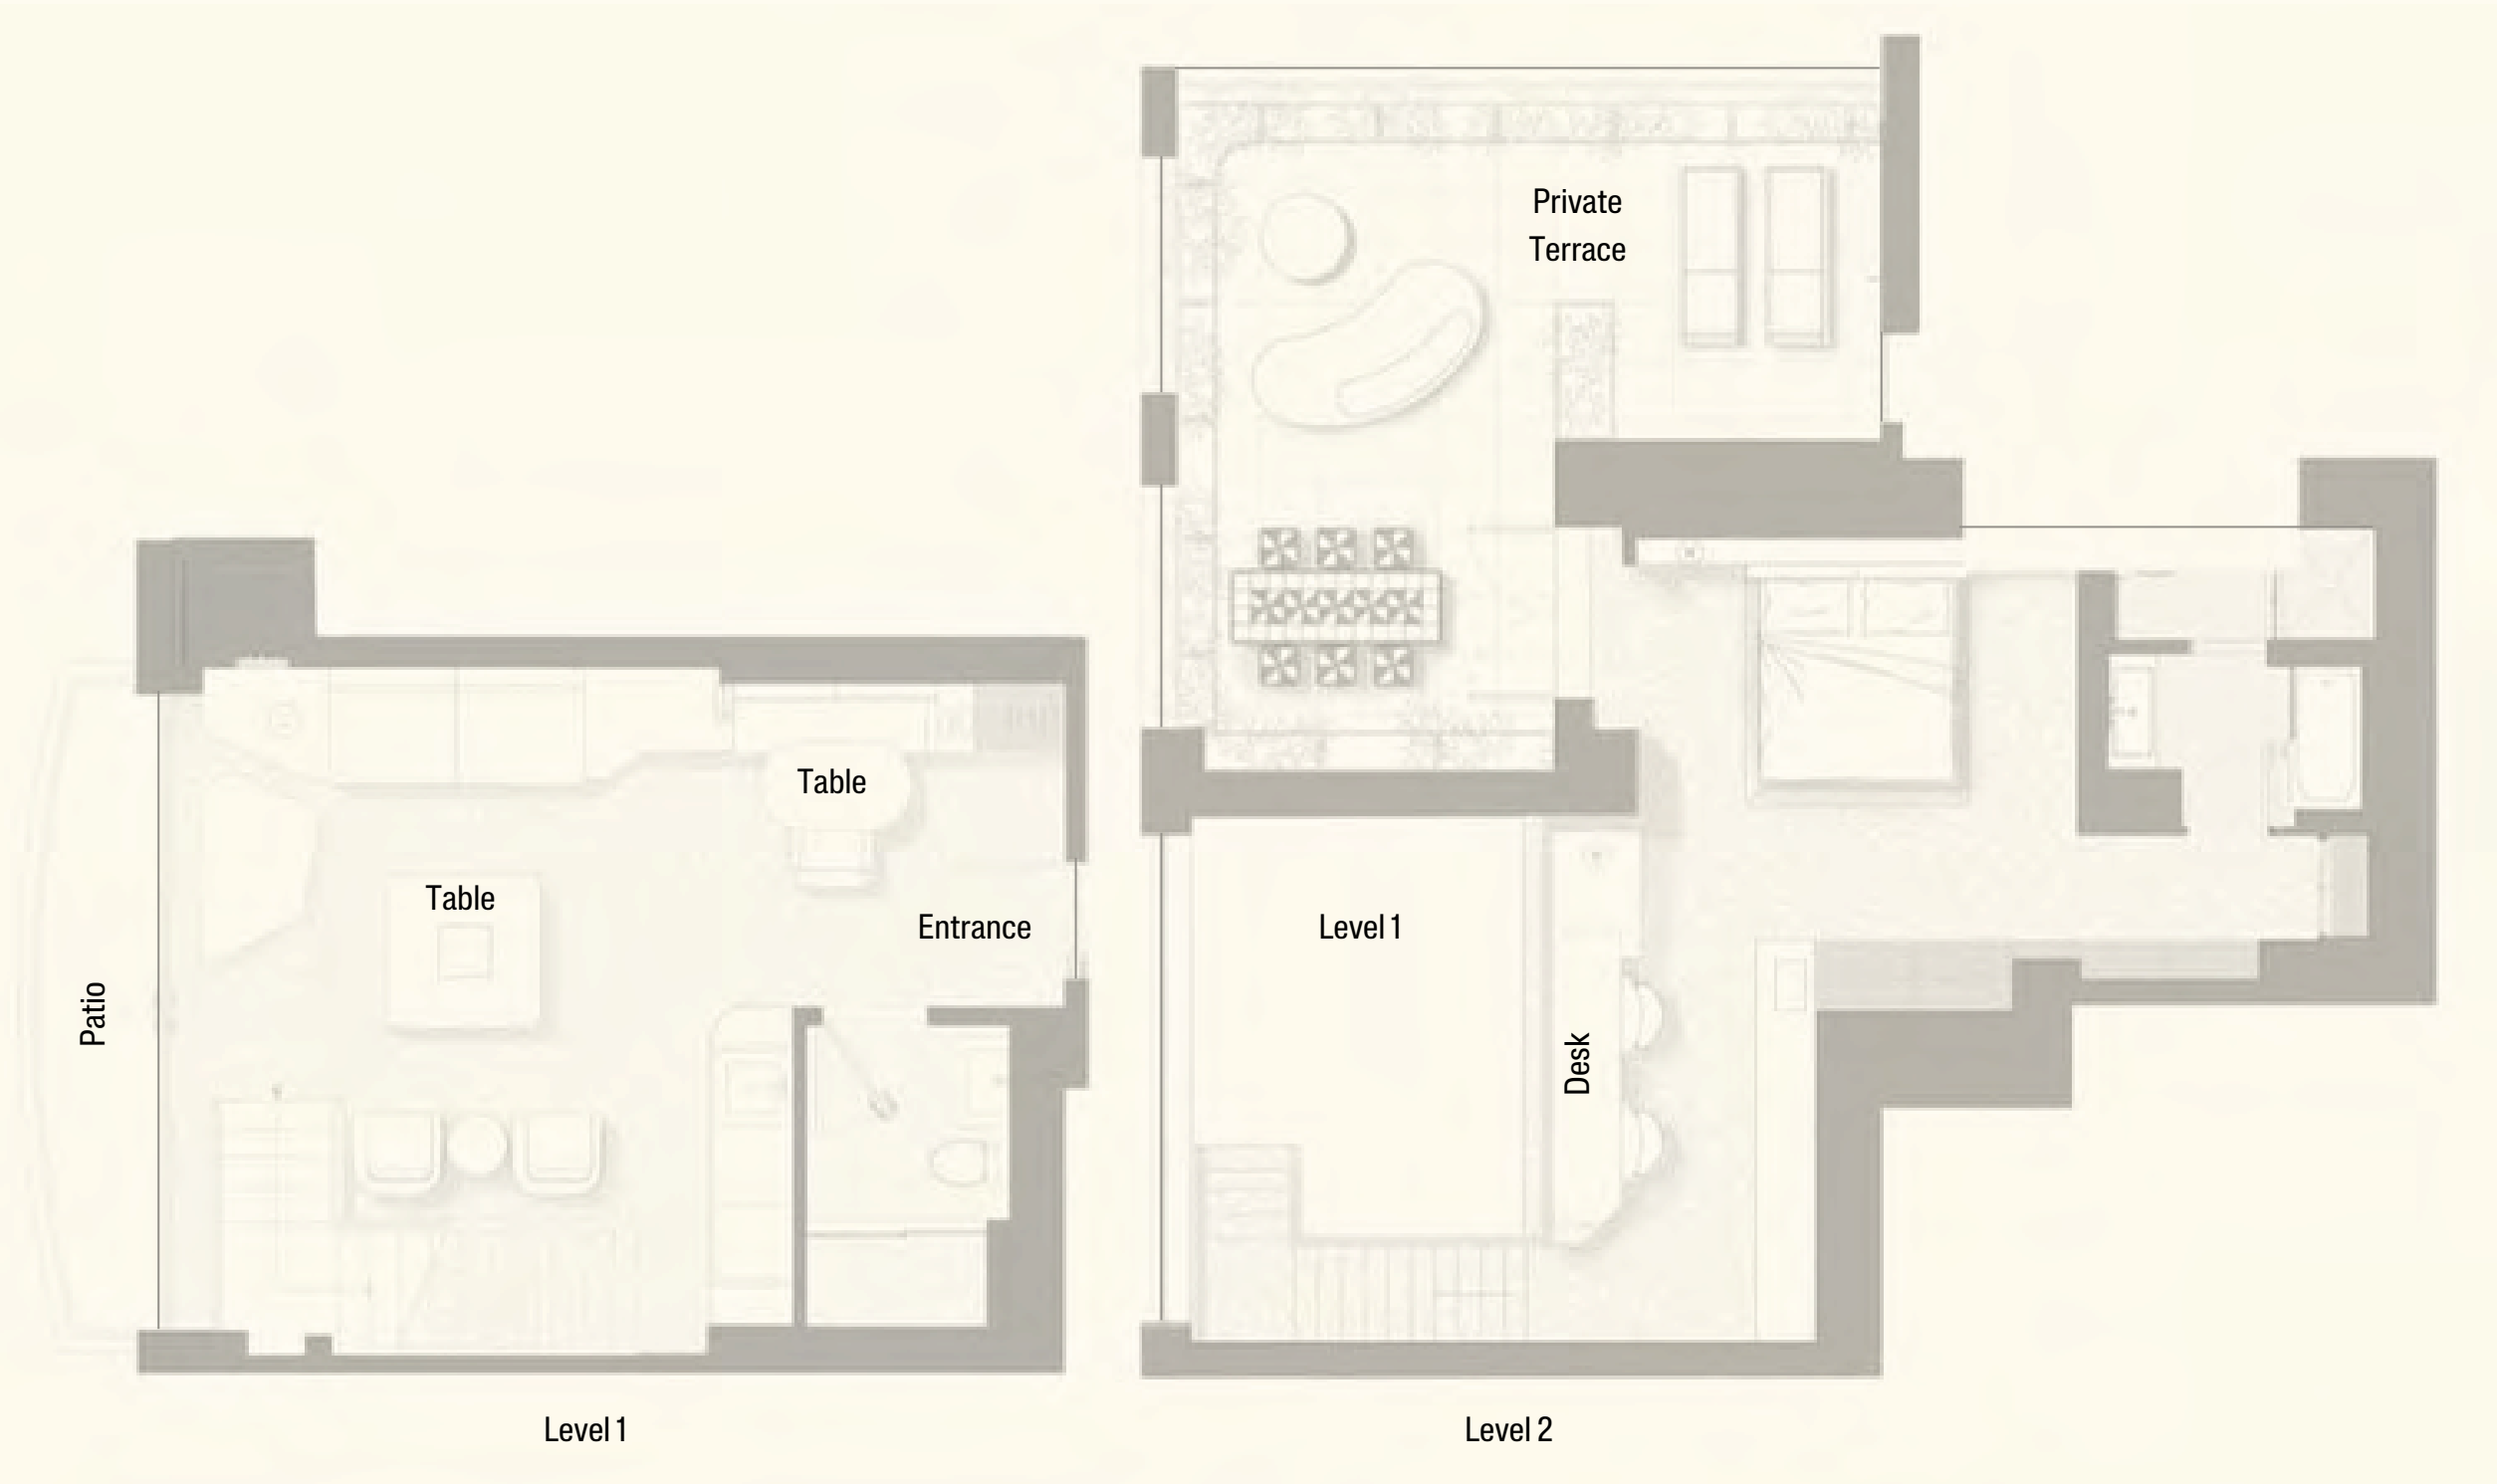 Private
Terrace
Table
Table
Entrance
Patio
Level 1
Desk
Level 1
Level 2